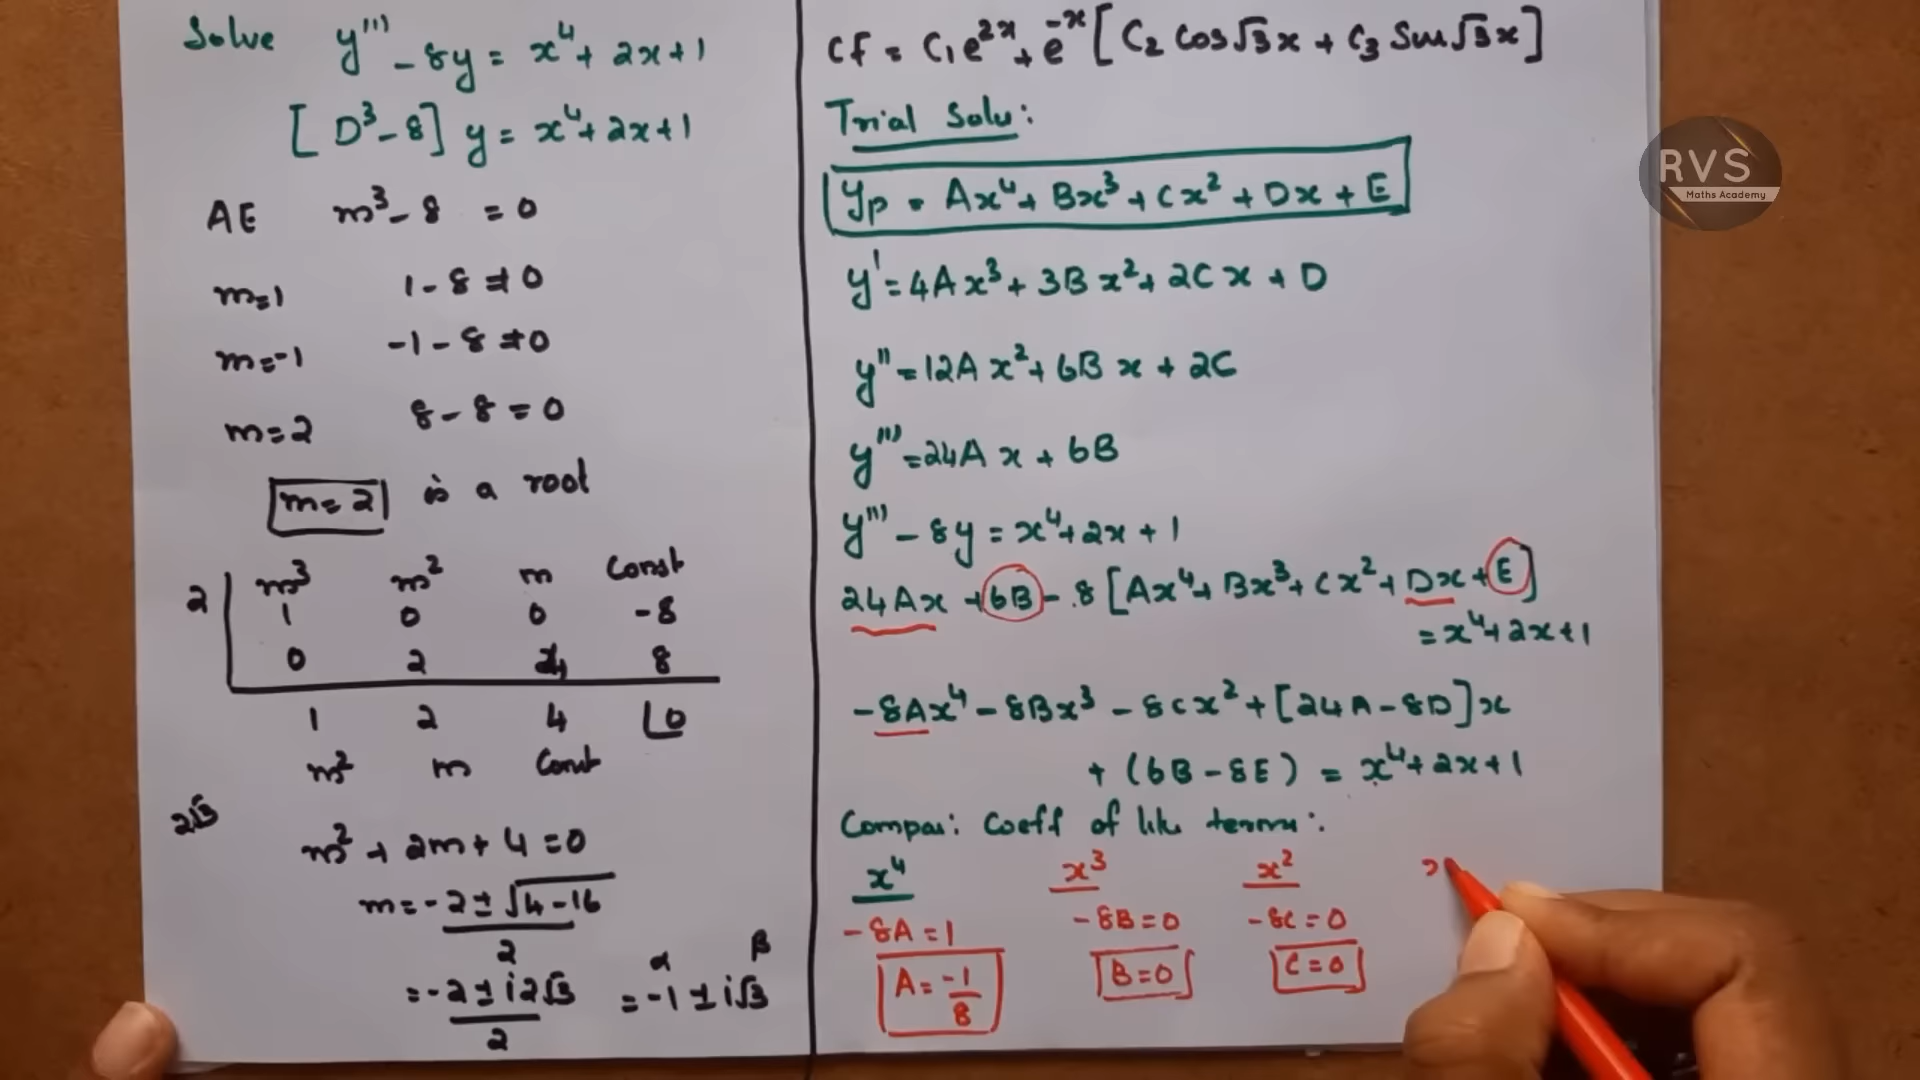 Solve y''' - 8y = x⁴ + 2x + 1
[D³ - 8] y = x⁴ + 2x + 1
AE m³ - 8 = 0
m = 1 1 - 8 ≠ 0
m = -1 -1 - 8 ≠ 0
m = 2 8 - 8 = 0
m = 2 is a root
m³ m² m Const
2 1 0 0 -8
0 2 4 8
1 2 4 0
m² m Const
2√3
m² + 2m + 4 = 0
m = (-2 ± √(4 - 16)) / 2
= (-2 ± i2√3) / 2 = -1 ± i√3
α β
CF = C₁e²ˣ + e⁻ˣ [C₂ Cos√3x + C₃ Sin√3x]
Trial Solu:
yp = Ax⁴ + Bx³ + Cx² + Dx + E
y' = 4Ax³ + 3Bx² + 2Cx + D
y'' = 12Ax² + 6Bx + 2C
y''' = 24Ax + 6B
y''' - 8y = x⁴ + 2x + 1
24Ax + 6B - 8 [Ax⁴ + Bx³ + Cx² + Dx + E]
= x⁴ + 2x + 1
-8Ax⁴ - 8Bx³ - 8Cx² + [24A - 8D]x
+ (6B - 8E) = x⁴ + 2x + 1
Compar: Coeff of like terms:
x⁴ x³ x²
-8A = 1 -8B = 0 -8C = 0
A = -1/8 B = 0 C = 0
RVS
Maths Academy